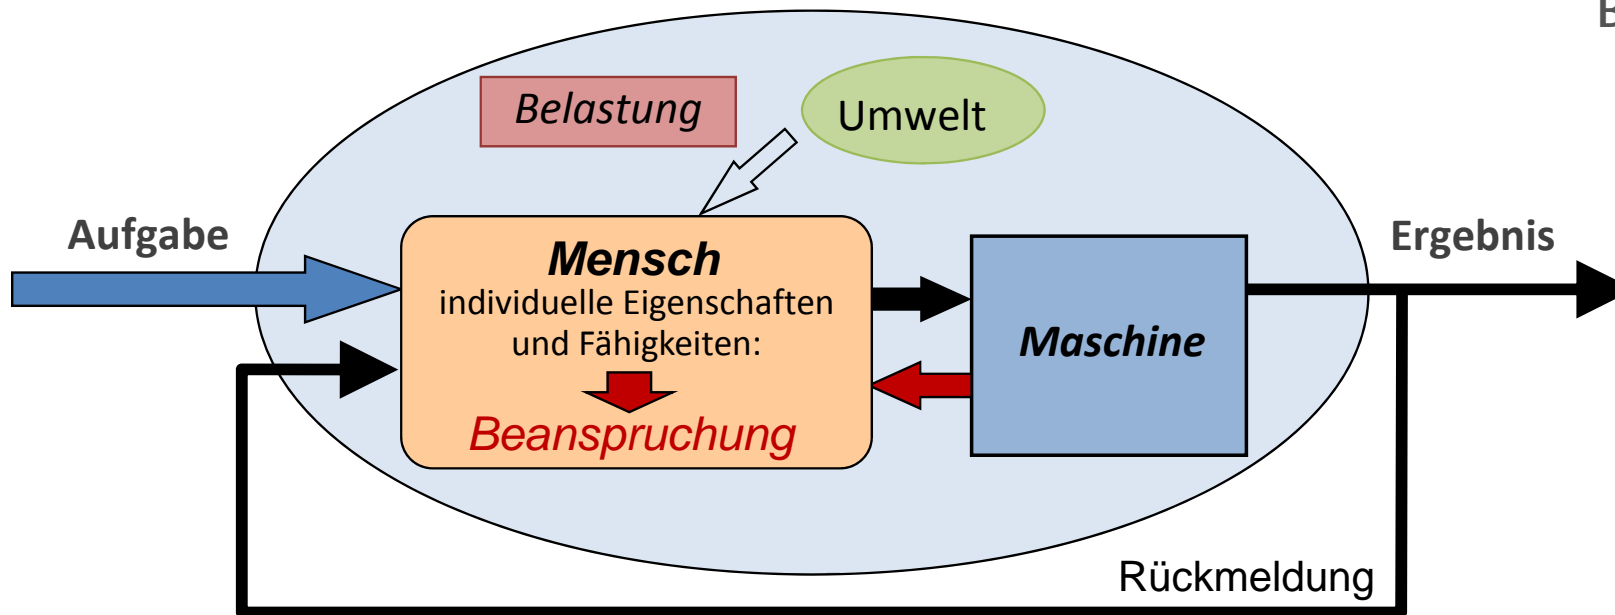 B
Belastung
Umwelt
Aufgabe
Mensch
individuelle Eigenschaften
und Fähigkeiten:
Beanspruchung
Maschine
Ergebnis
Rückmeldung